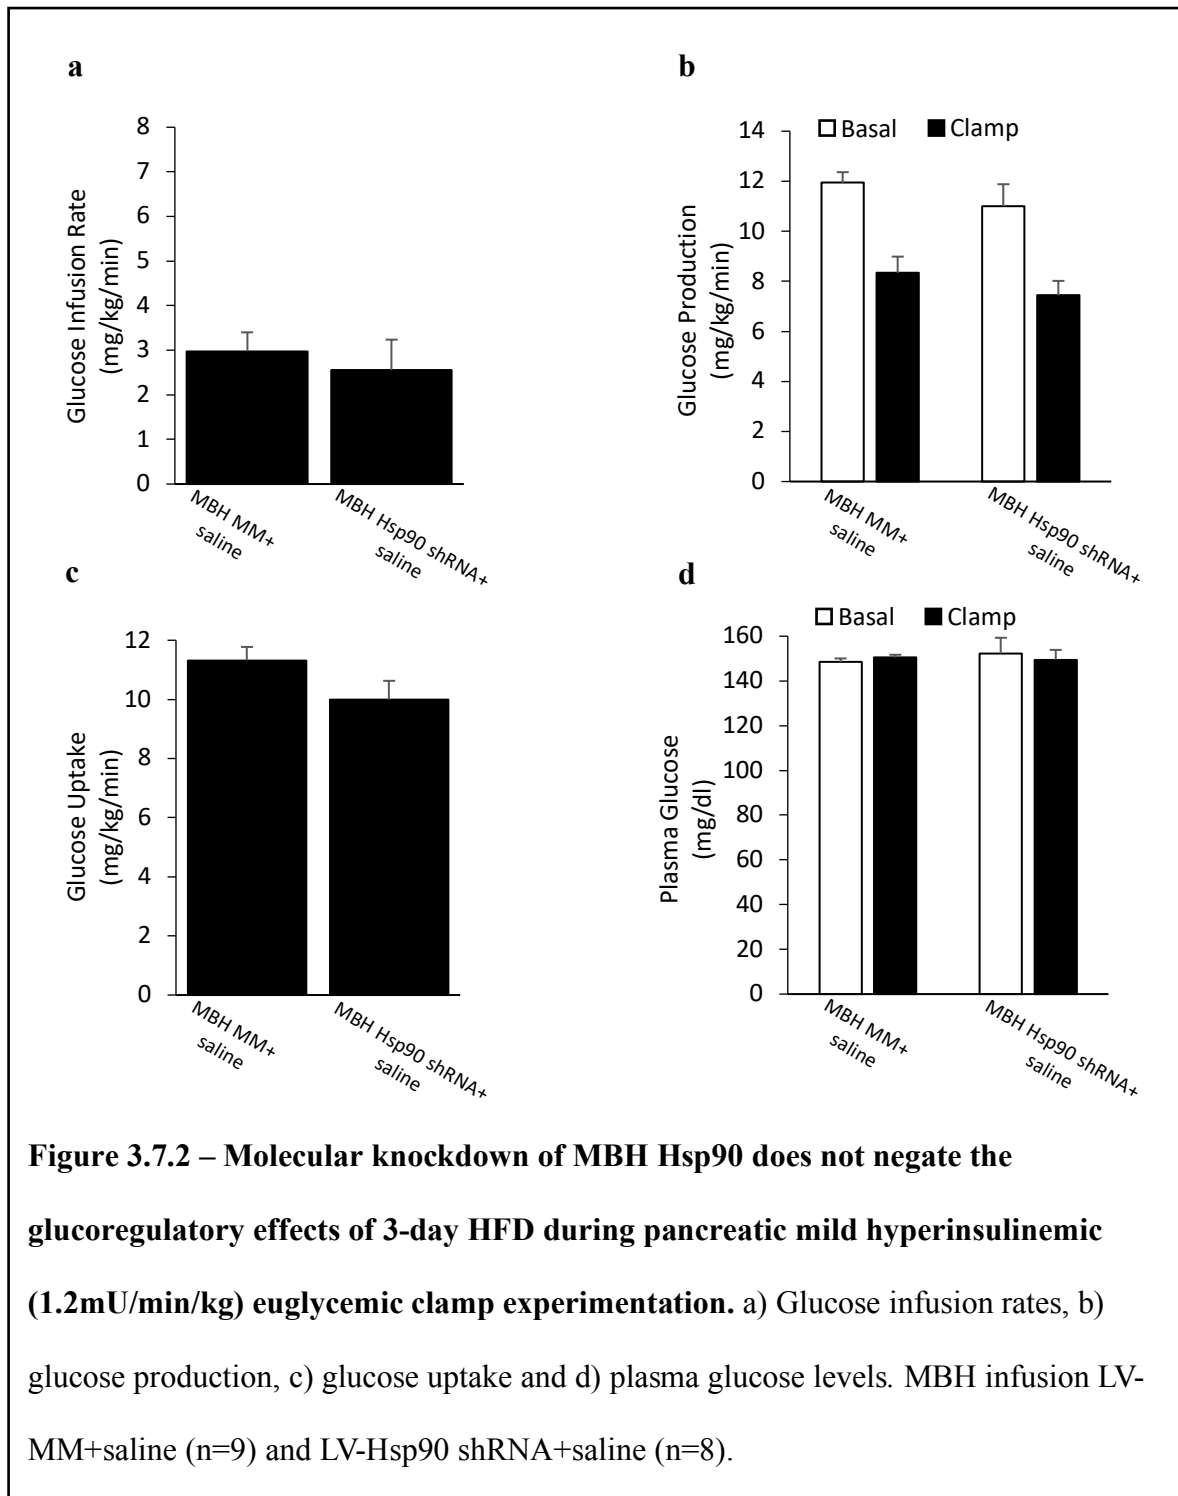 a
8
7
6
5
4
3
2
1
0
Glucose Infusion Rate
(mg/kg/min)
MBH MM+
saline
MBH Hsp90 shRNA+
saline
b
Basal Clamp
14
12
10
8
6
4
2
0
Glucose Production
(mg/kg/min)
MBH MM+
saline
MBH Hsp90 shRNA+
saline
c
12
10
8
6
4
2
0
Glucose Uptake
(mg/kg/min)
MBH MM+
saline
MBH Hsp90 shRNA+
saline
d
Basal Clamp
160
140
120
100
80
60
40
20
0
Plasma Glucose
(mg/dl)
MBH MM+
saline
MBH Hsp90 shRNA+
saline
Figure 3.7.2 – Molecular knockdown of MBH Hsp90 does not negate the
glucoregulatory effects of 3-day HFD during pancreatic mild hyperinsulinemic
(1.2mU/min/kg) euglycemic clamp experimentation. a) Glucose infusion rates, b)
glucose production, c) glucose uptake and d) plasma glucose levels. MBH infusion LV-
MM+saline (n=9) and LV-Hsp90 shRNA+saline (n=8).